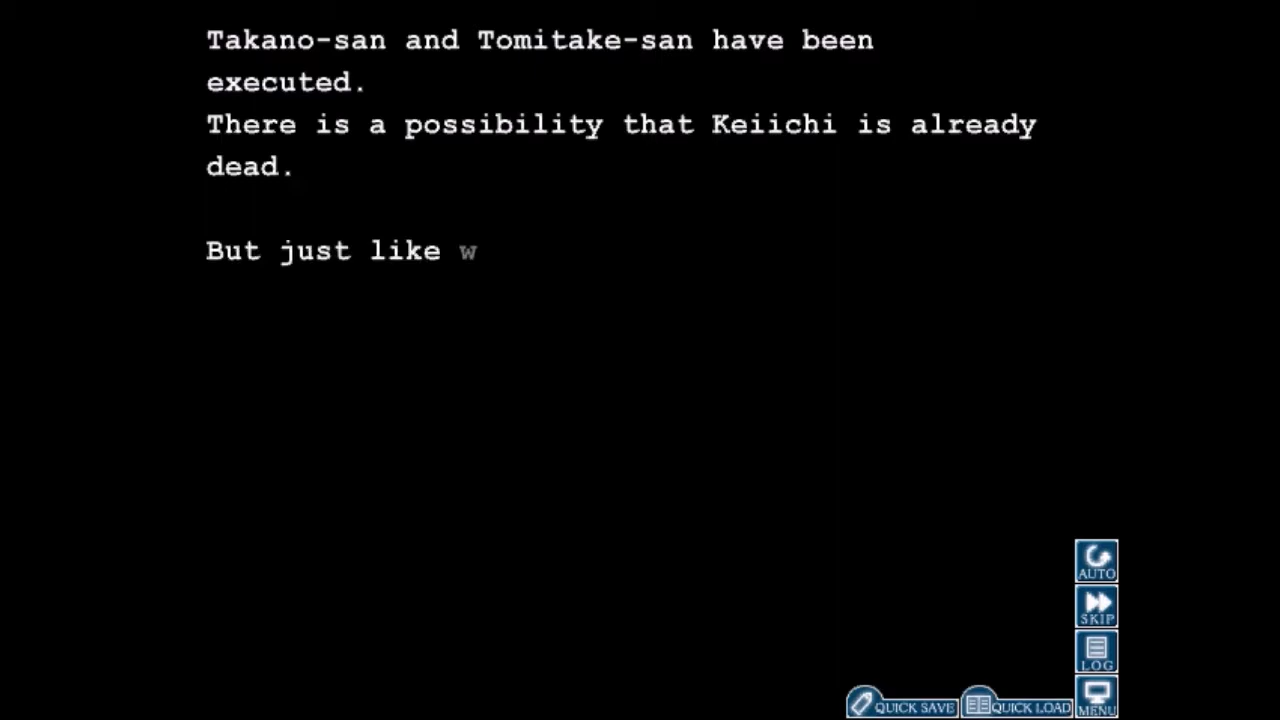 Takano-san and Tomitake-san have been
executed.
There is a possibility that Keiichi is already
dead.
But just like w
AUTO
SKIP
LOG
QUICK SAVE QUICK LOAD MENU